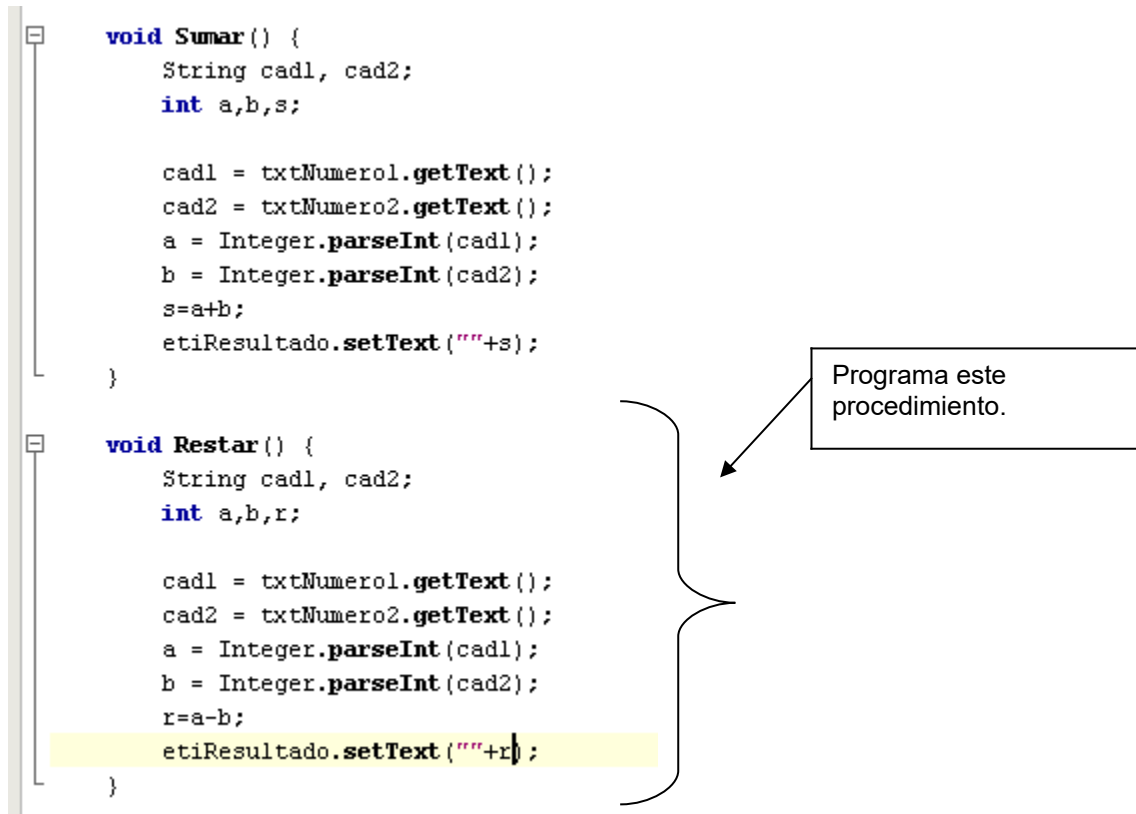 void Sumar() {
String cad1, cad2;
int a,b,s;
cad1 = txtNumero1.getText();
cad2 = txtNumero2.getText();
a = Integer.parseInt(cad1);
b = Integer.parseInt(cad2);
s=a+b;
etiResultado.setText(""+s);
}
Programa este
procedimiento.
void Restar() {
String cad1, cad2;
int a,b,r;
cad1 = txtNumero1.getText();
cad2 = txtNumero2.getText();
a = Integer.parseInt(cad1);
b = Integer.parseInt(cad2);
r=a-b;
etiResultado.setText(""+r);
}